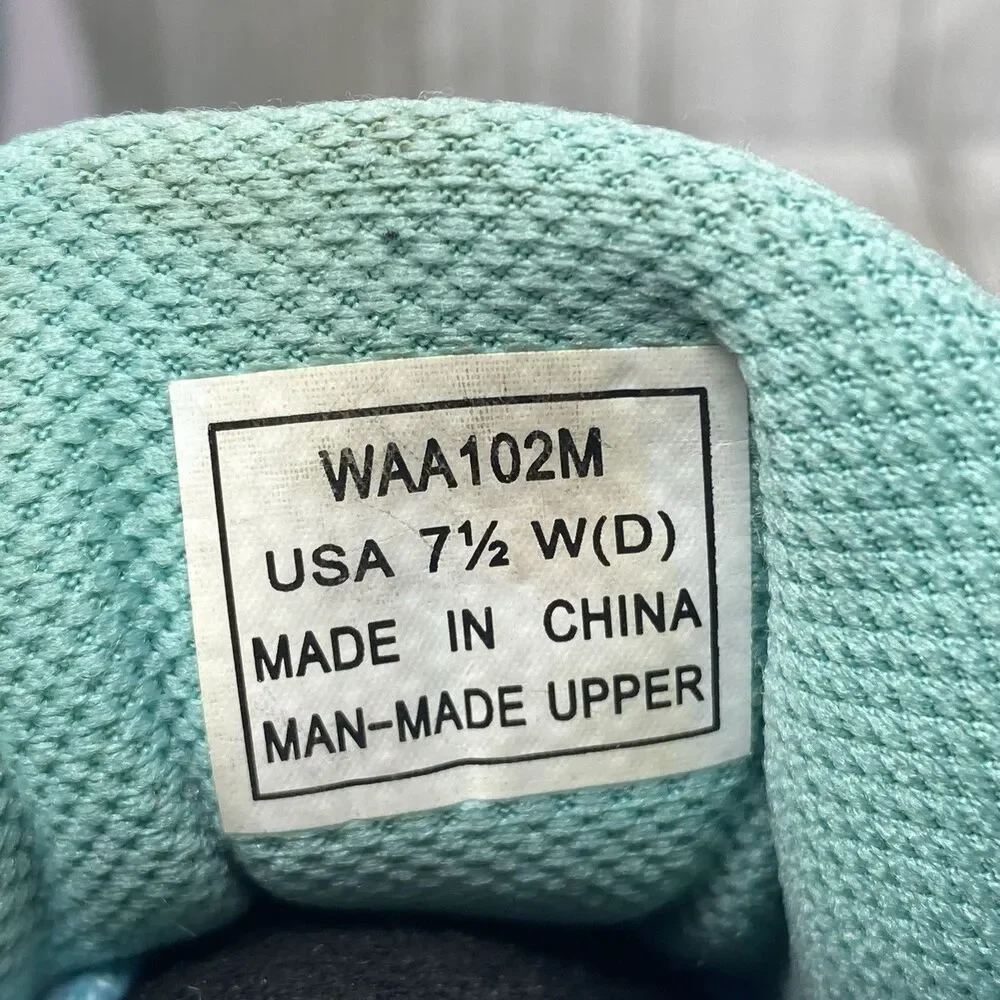 WAA102M
USA 7½ W(D)
MADE IN CHINA
MAN-MADE UPPER